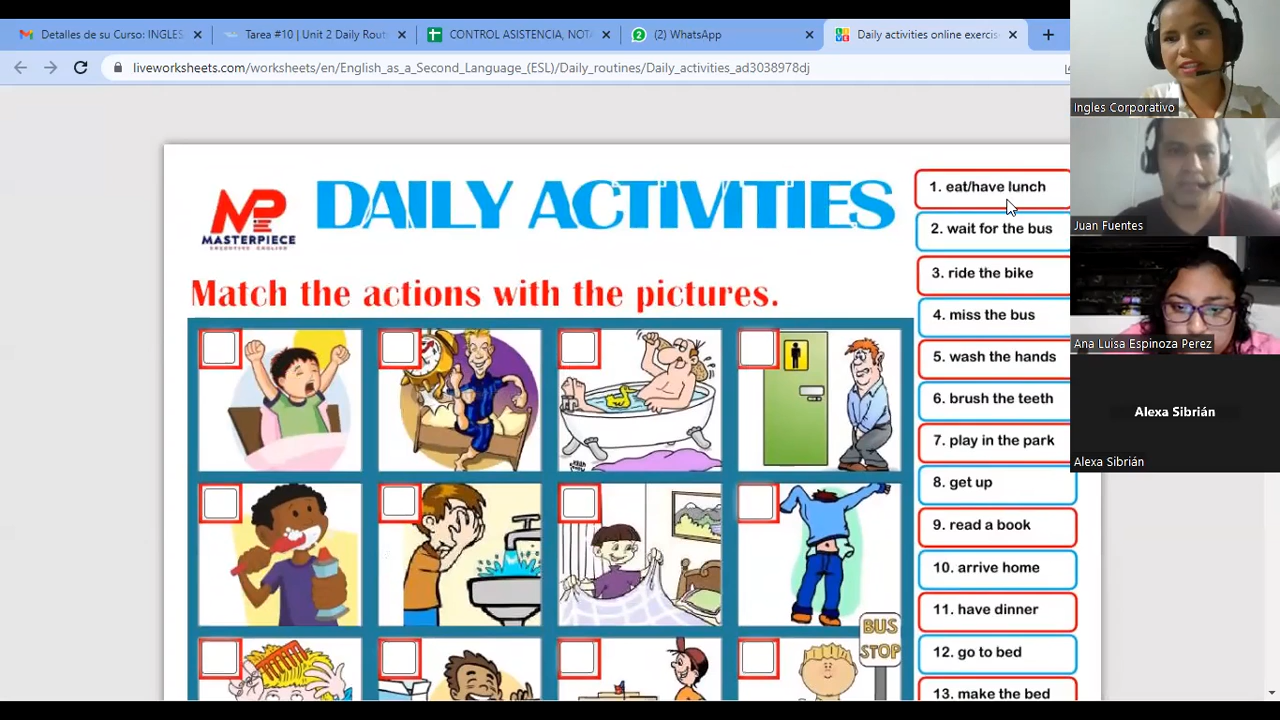 Detalles de su Curso: INGLES
Tarea #10 | Unit 2 Daily Rout
CONTROL ASISTENCIA, NOTA
(2) WhatsApp
Daily activities online exercis
liveworksheets.com/worksheets/en/English_as_a_Second_Language_(ESL)/Daily_routines/Daily_activities_ad3038978dj
Ingles Corporativo
Juan Fuentes
Ana Luisa Espinoza Perez
Alexa Sibrián
Alexa Sibrián
MP
MASTERPIECE
EXECUTIVE ENGLISH
DAILY ACTIVITIES
Match the actions with the pictures.
1. eat/have lunch
2. wait for the bus
3. ride the bike
4. miss the bus
5. wash the hands
6. brush the teeth
7. play in the park
8. get up
9. read a book
10. arrive home
11. have dinner
12. go to bed
13. make the bed
BUS
STOP